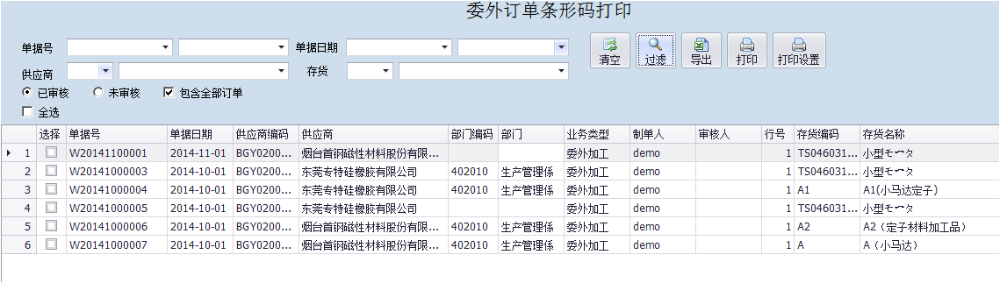 委外订单条形码打印
单据号 单据日期 清空 过滤 导出 打印 打印设置
供应商 存货
已审核 未审核 包含全部订单
全选
选择 单据号 单据日期 供应商编码 供应商 部门编码 部门 业务类型 制单人 审核人 行号 存货编码 存货名称
1 W20141100001 2014-11-01 BGY0200... 烟台首钢磁性材料股份有限... 委外加工 demo 1 TS046031... 小型モータ
2 W20141000003 2014-10-01 BGY0200... 东莞专特硅橡胶有限公司 402010 生产管理係 委外加工 demo 1 TS046031... 小型モータ
3 W20141000004 2014-10-01 BGY0200... 东莞专特硅橡胶有限公司 402010 生产管理係 委外加工 demo 1 A1 A1(小马达定子)
4 W20141000005 2014-10-01 BGY0200... 东莞专特硅橡胶有限公司 委外加工 demo 1 TS046031... 小型モータ
5 W20141000006 2014-10-01 BGY0200... 烟台首钢磁性材料股份有限... 402010 生产管理係 委外加工 demo 1 A2 A2（定子材料加工品）
6 W20141000007 2014-10-01 BGY0200... 烟台首钢磁性材料股份有限... 402010 生产管理係 委外加工 demo 1 A A（小马达）